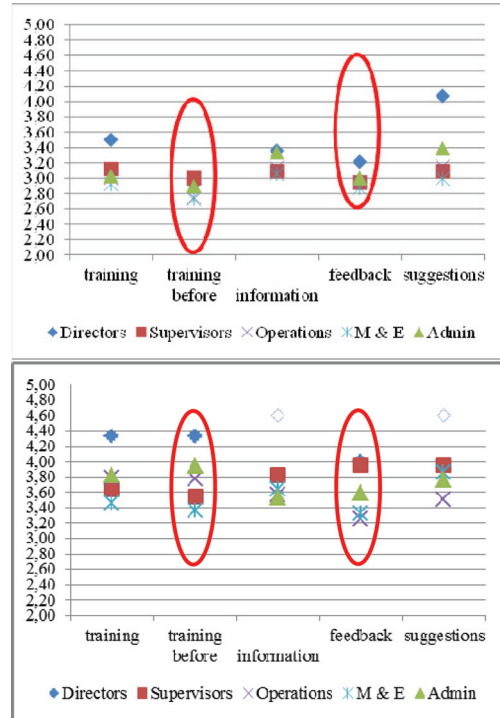 5,00
4,80
4,60
4,40
4,20
4,00
3,80
3,60
3,40
3,20
3,00
2,80
2,60
2,40
2,20
2,00
training
training before
information
feedback
suggestions
Directors Supervisors Operations M & E Admin
5,00
4,80
4,60
4,40
4,20
4,00
3,80
3,60
3,40
3,20
3,00
2,80
2,60
2,40
2,20
2,00
training
training before
information
feedback
suggestions
Directors Supervisors Operations M & E Admin